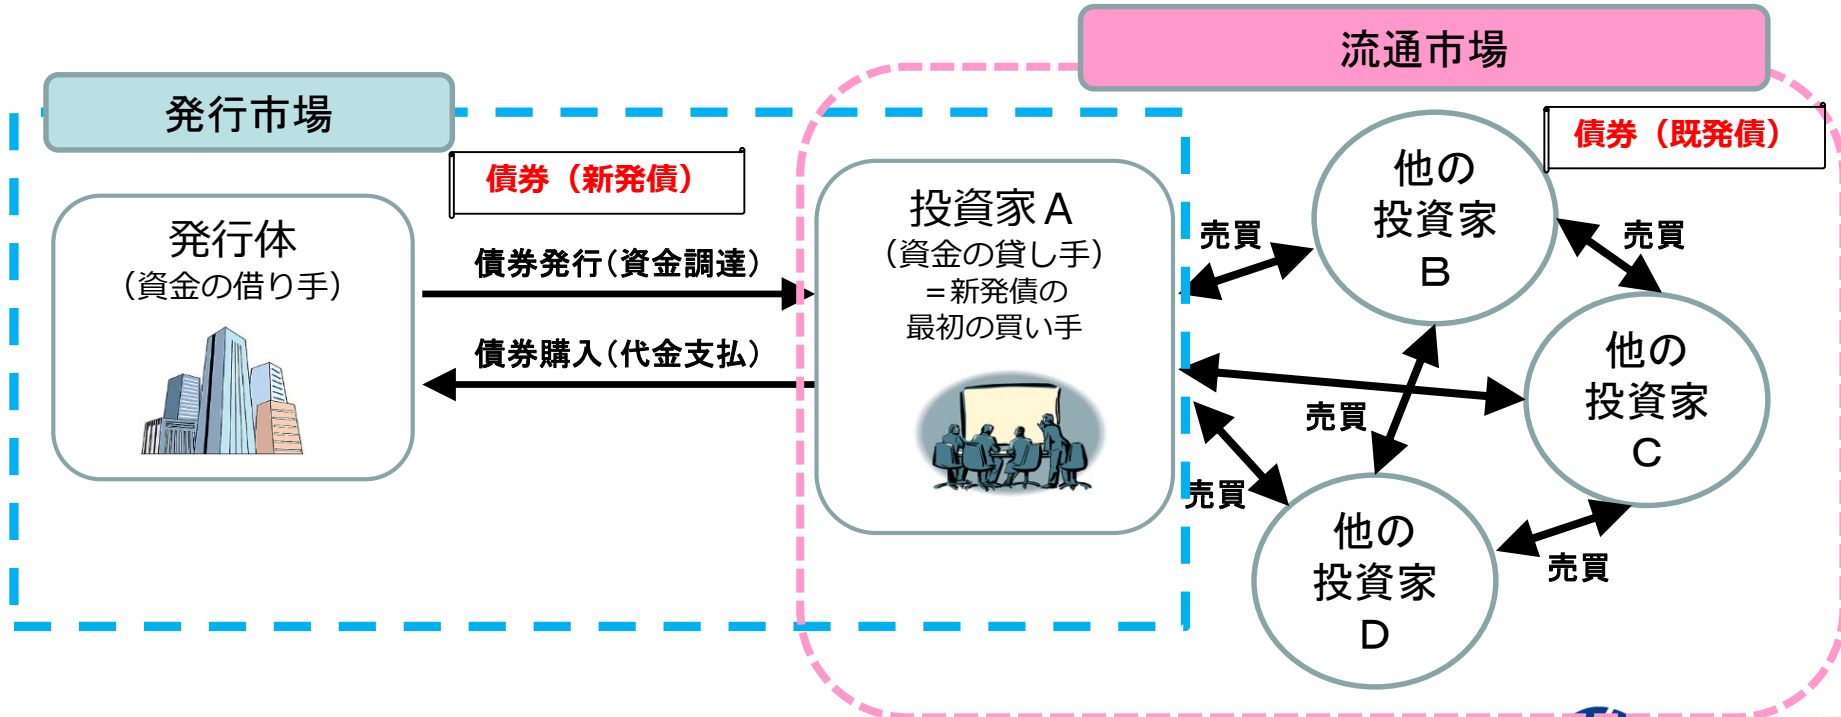 流通市場
発行市場
債券（新発債）
債券（既発債）
発行体
（資金の借り手）
債券発行（資金調達）
債券購入（代金支払）
投資家Ａ
（資金の貸し手）
＝新発債の
最初の買い手
売買
他の
投資家
Ｂ
売買
売買
他の
投資家
Ｃ
売買
他の
投資家
Ｄ
売買